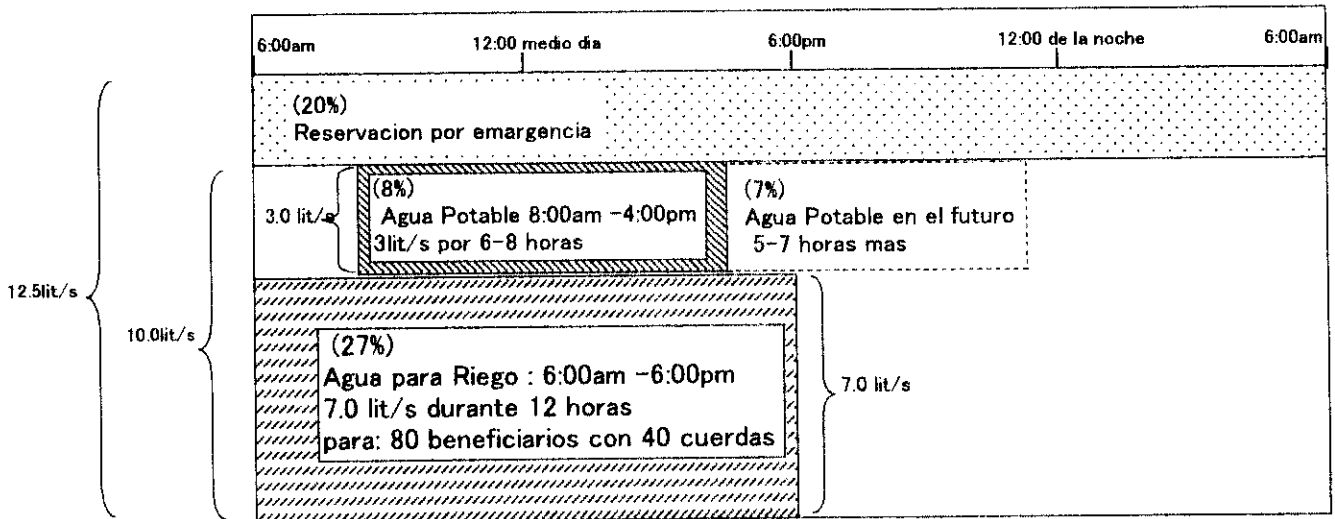 6:00am 12:00 medio dia 6:00pm 12:00 de la noche 6:00am
(20%)
Reservacion por emargencia
3.0 lit/s
(8%)
Agua Potable 8:00am -4:00pm
3lit/s por 6-8 horas
(7%)
Agua Potable en el futuro
5-7 horas mas
12.5lit/s
10.0lit/s
(27%)
Agua para Riego : 6:00am -6:00pm
7.0 lit/s durante 12 horas
para: 80 beneficiarios con 40 cuerdas
7.0 lit/s